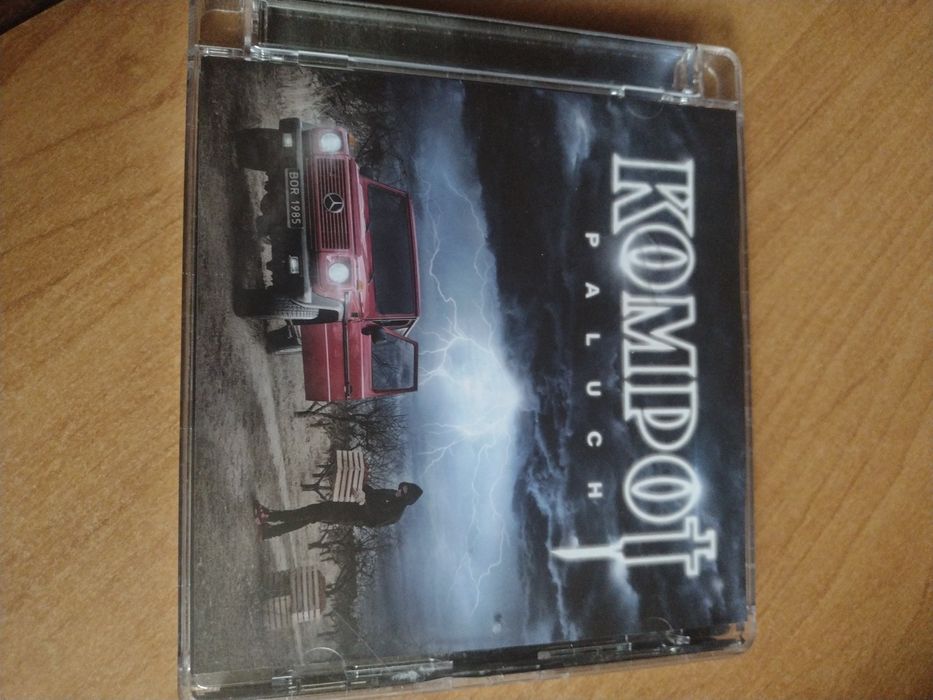 KOMPOT
PALUCH
BOR 1985